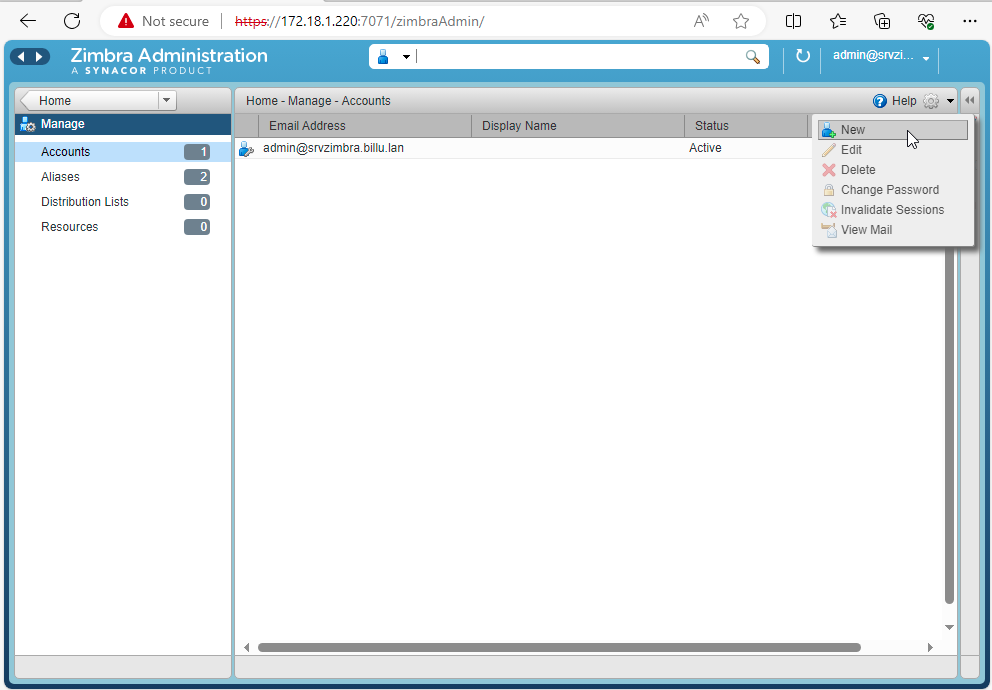 Not secure https://172.18.1.220:7071/zimbraAdmin/
Zimbra Administration
A SYNACOR PRODUCT
admin@srvzi...
Home
Home - Manage - Accounts
Help
Manage
Email Address Display Name Status
New
Accounts 1
admin@srvzimbra.billu.lan Active
Edit
Delete
Aliases 2
Change Password
Distribution Lists 0
Invalidate Sessions
Resources 0
View Mail